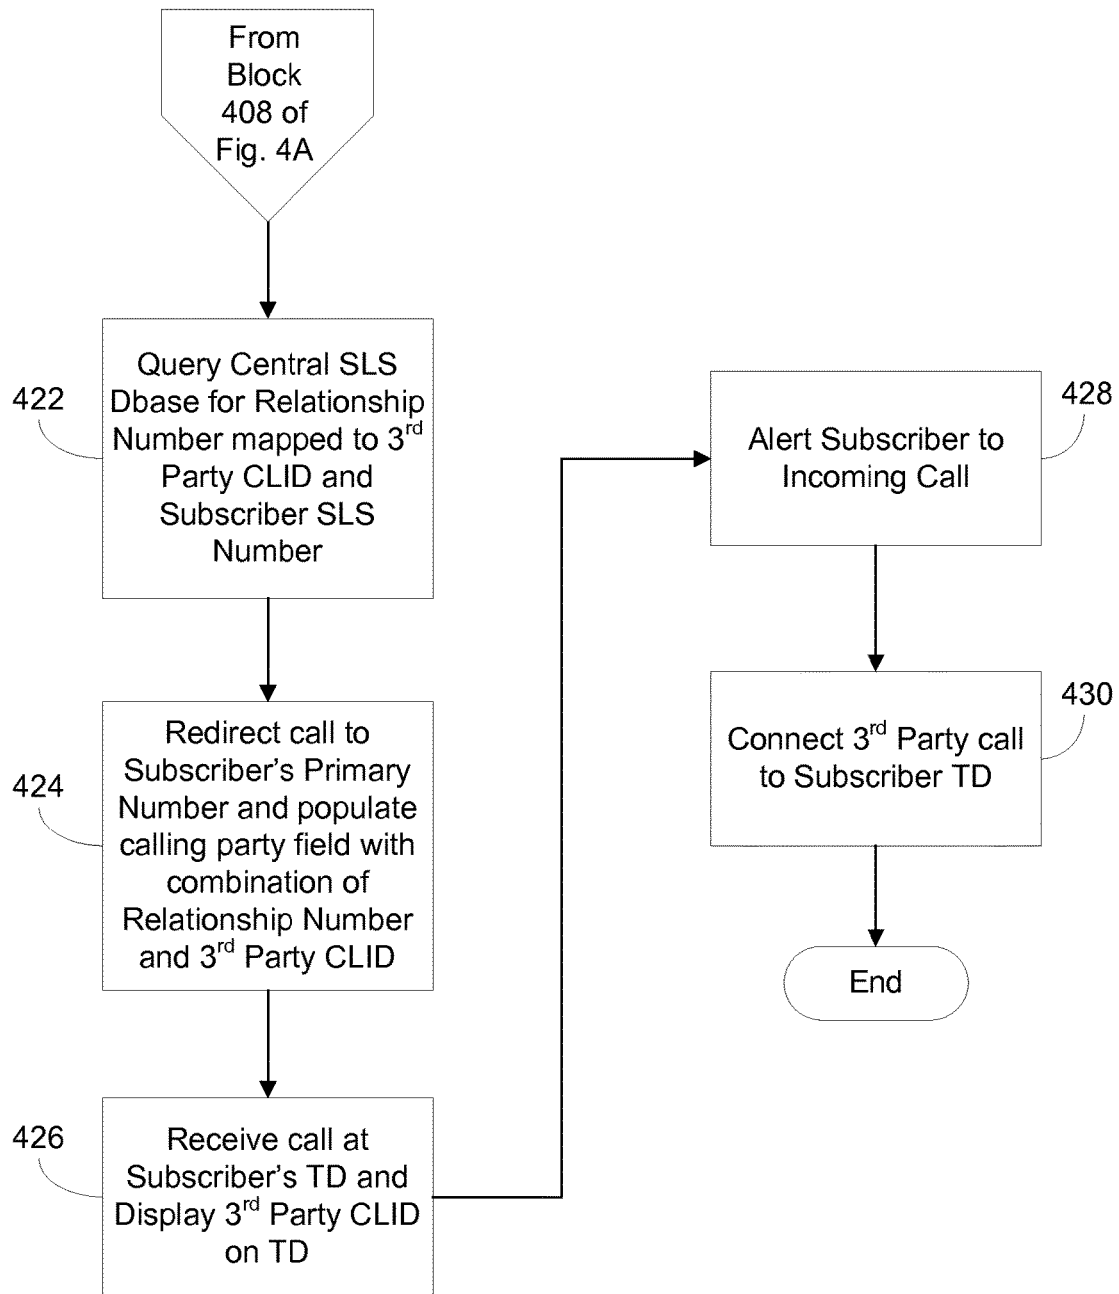 From
Block
408 of
Fig. 4A
422
Query Central SLS
Dbase for Relationship
Number mapped to 3rd
Party CLID and
Subscriber SLS
Number
424
Redirect call to
Subscriber's Primary
Number and populate
calling party field with
combination of
Relationship Number
and 3rd Party CLID
426
Receive call at
Subscriber's TD and
Display 3rd Party CLID
on TD
428
Alert Subscriber to
Incoming Call
430
Connect 3rd Party call
to Subscriber TD
End